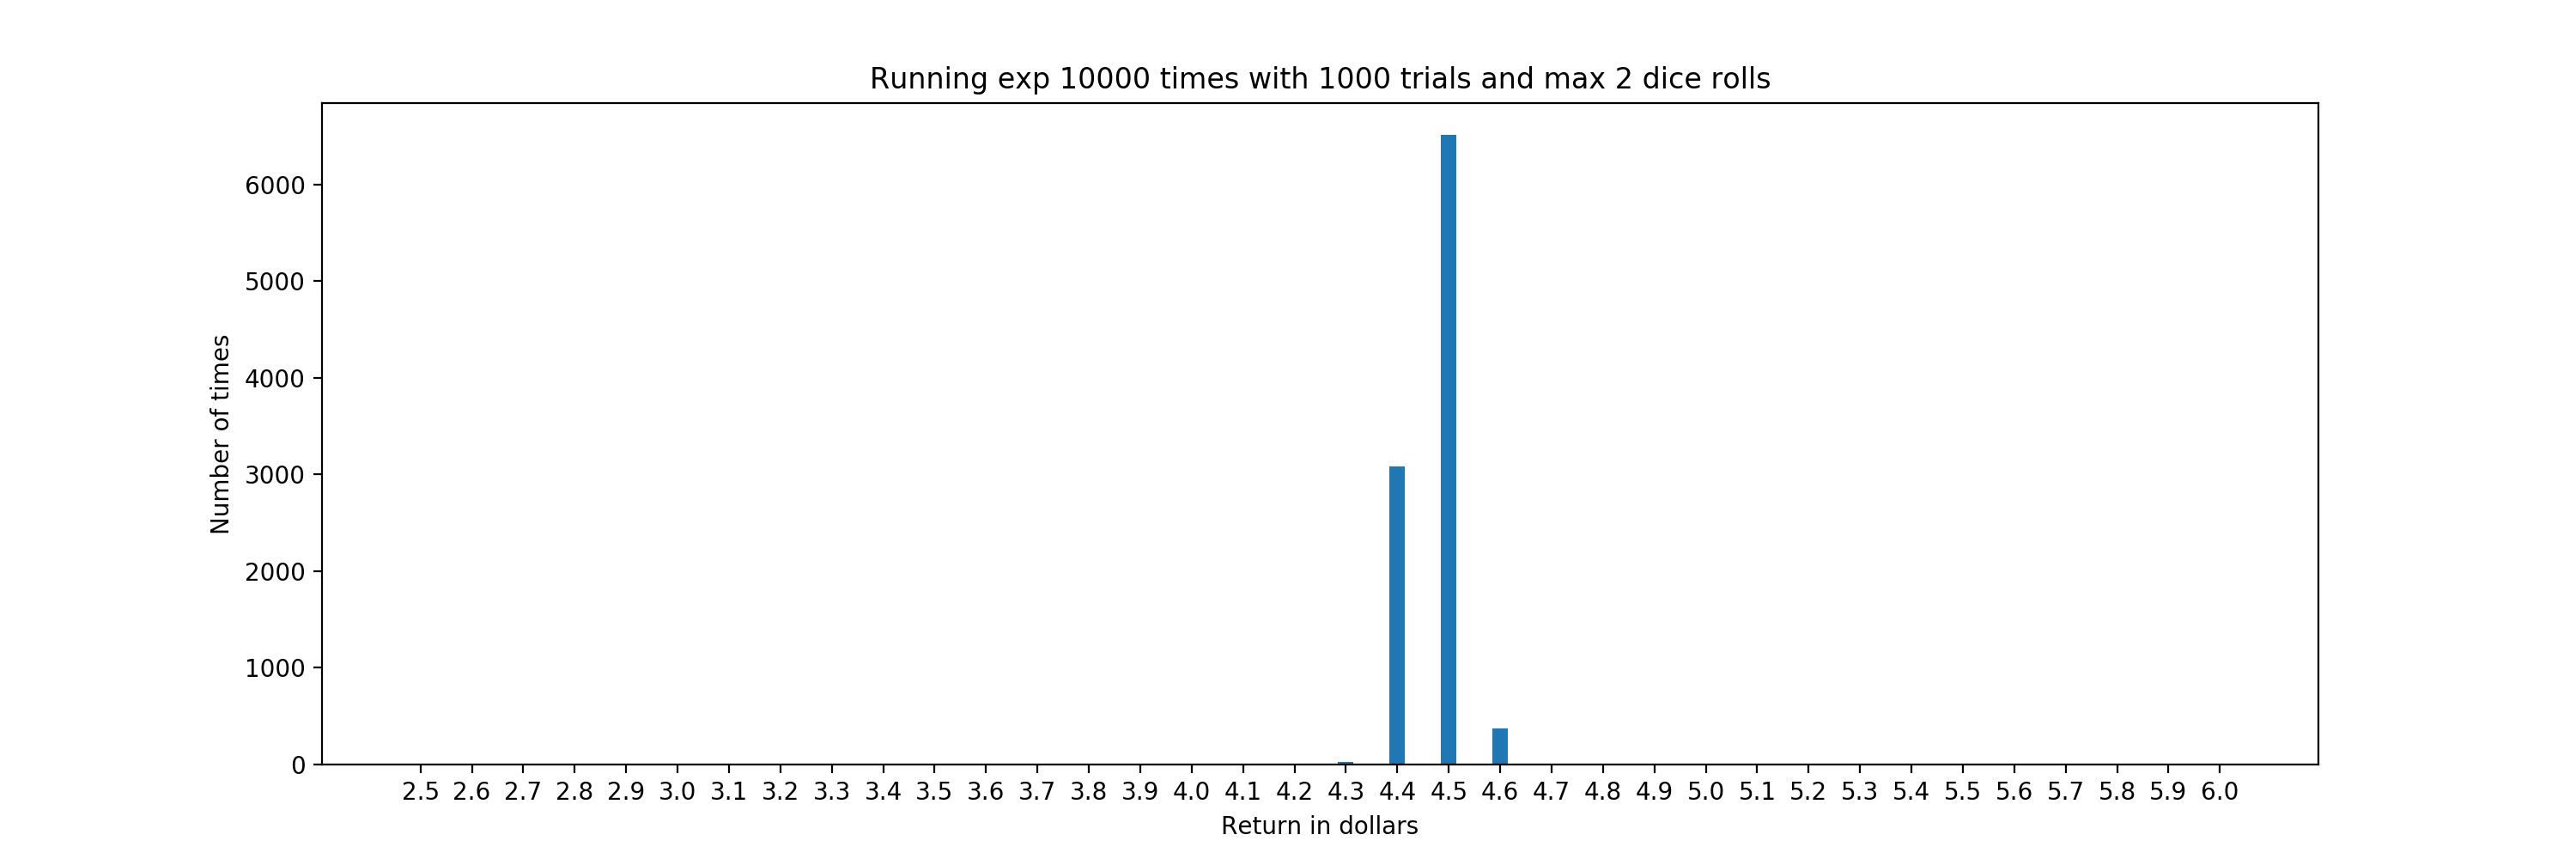 Running exp 10000 times with 1000 trials and max 2 dice rolls
Number of times
6000
5000
4000
3000
2000
1000
0
2.5 2.6 2.7 2.8 2.9 3.0 3.1 3.2 3.3 3.4 3.5 3.6 3.7 3.8 3.9 4.0 4.1 4.2 4.3 4.4 4.5 4.6 4.7 4.8 4.9 5.0 5.1 5.2 5.3 5.4 5.5 5.6 5.7 5.8 5.9 6.0
Return in dollars